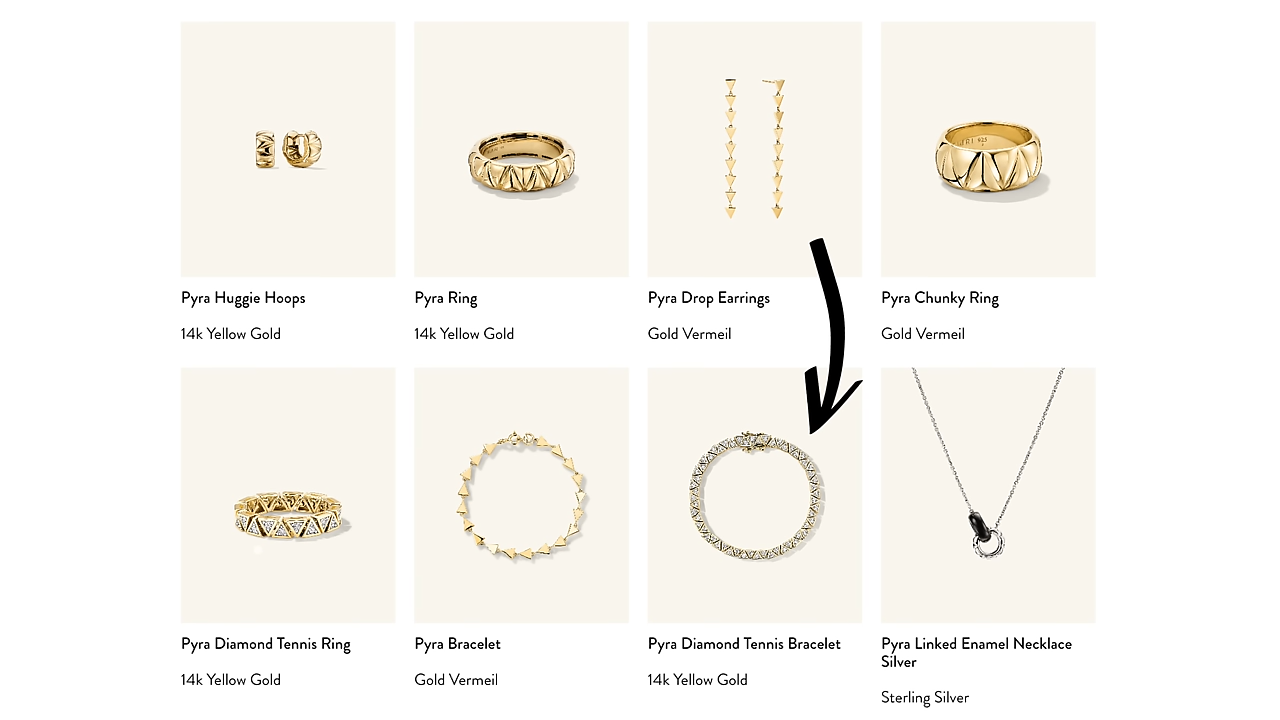 Pyra Huggie Hoops
14k Yellow Gold
Pyra Ring
14k Yellow Gold
Pyra Drop Earrings
Gold Vermeil
925
Pyra Chunky Ring
Gold Vermeil
Pyra Diamond Tennis Ring
14k Yellow Gold
Pyra Bracelet
Gold Vermeil
Pyra Diamond Tennis Bracelet
14k Yellow Gold
Pyra Linked Enamel Necklace
Silver
Sterling Silver